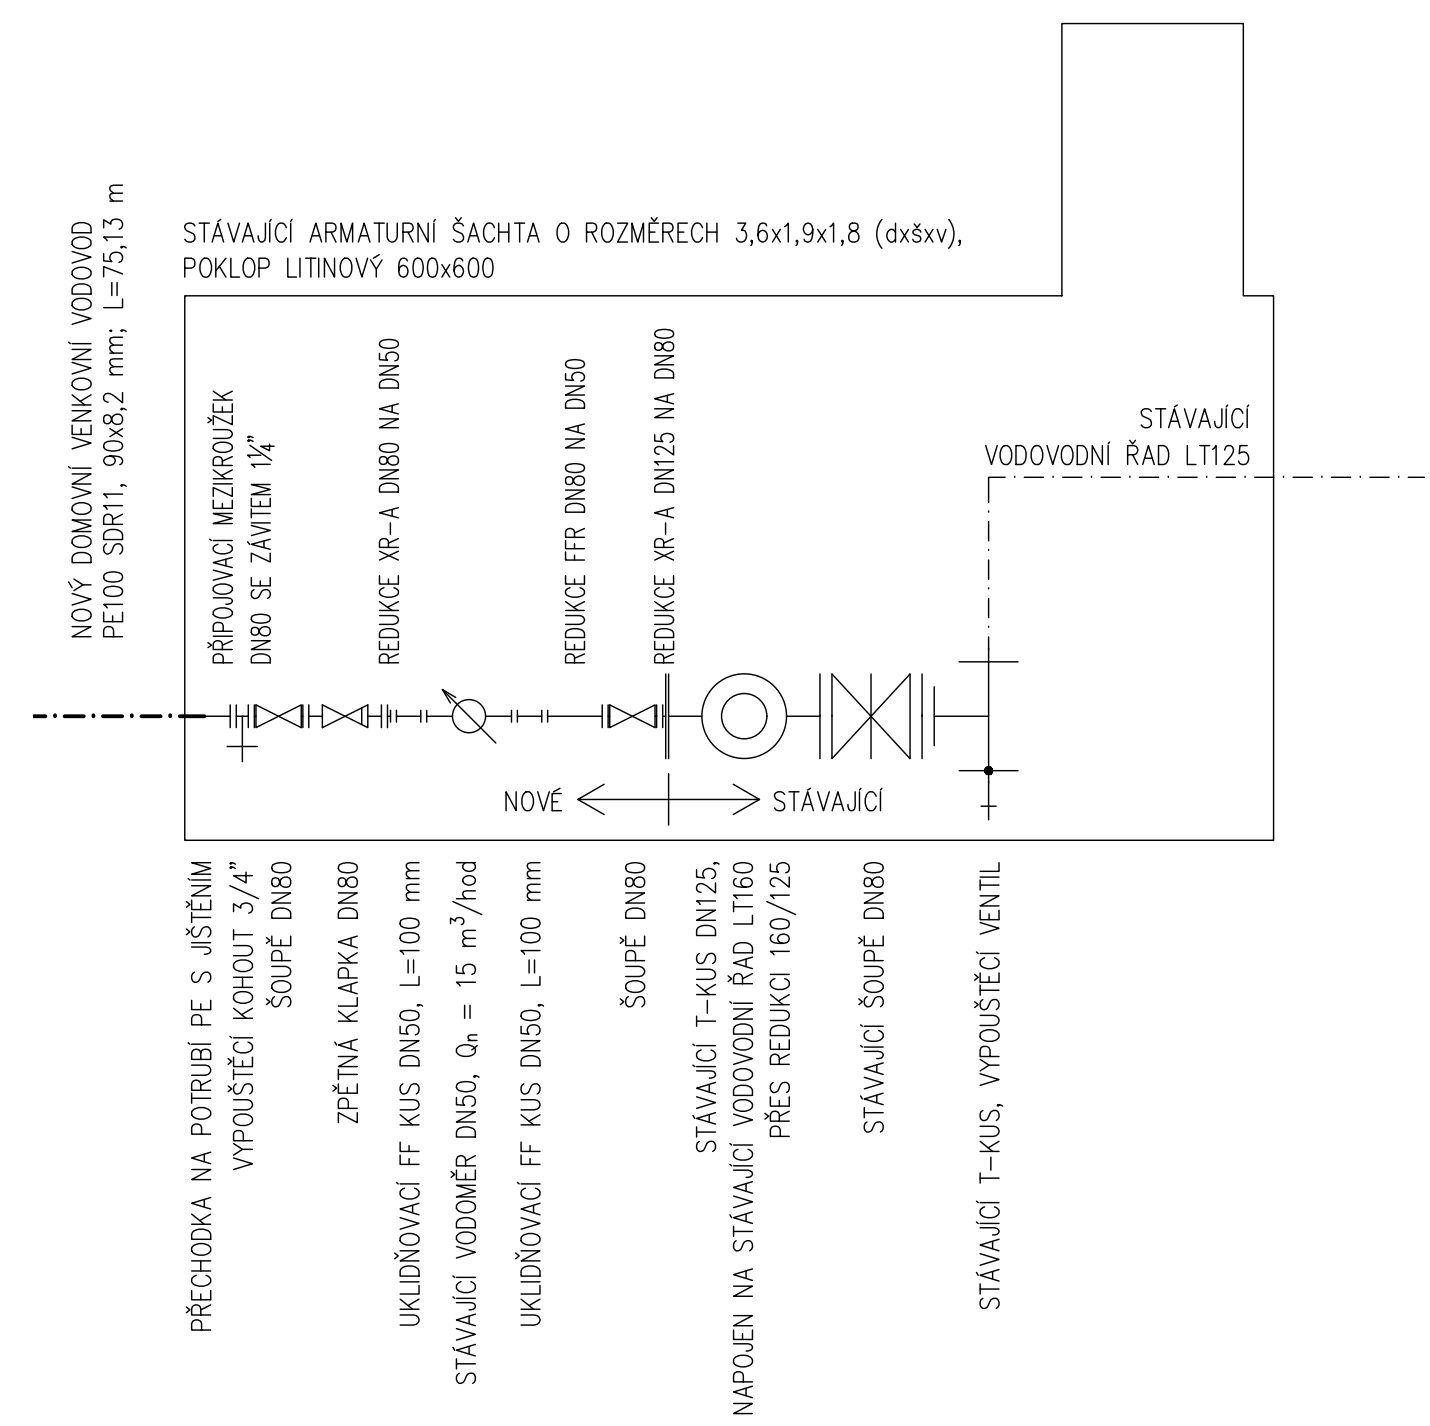 NOVÝ DOMOVNÍ VENKOVNÍ VODOVOD
PE100 SDR11, 90x8,2 mm; L=75,13 m
STÁVAJÍCÍ ARMATURNÍ ŠACHTA O ROZMĚRECH 3,6x1,9x1,8 (dxšxv),
POKLOP LITINOVÝ 600x600
PŘIPOJOVACÍ MEZIKROUŽEK
DN80 SE ZÁVITEM 1¼"
REDUKCE XR-A DN80 NA DN50
REDUKCE FFR DN80 NA DN50
REDUKCE XR-A DN125 NA DN80
STÁVAJÍCÍ
VODOVODNÍ ŘAD LT125
NOVÉ
STÁVAJÍCÍ
PŘECHODKA NA POTRUBÍ PE S JIŠTĚNÍM
VYPOUŠTĚCÍ KOHOUT 3/4"
ŠOUPĚ DN80
ZPĚTNÁ KLAPKA DN80
UKLIDŇOVACÍ FF KUS DN50, L=100 mm
STÁVAJÍCÍ VODOMĚR DN50, Qn = 15 m³/hod
UKLIDŇOVACÍ FF KUS DN50, L=100 mm
ŠOUPĚ DN80
STÁVAJÍCÍ T-KUS DN125,
NAPOJEN NA STÁVAJÍCÍ VODOVODNÍ ŘAD LT160
PŘES REDUKCI 160/125
STÁVAJÍCÍ ŠOUPĚ DN80
STÁVAJÍCÍ T-KUS, VYPOUŠTĚCÍ VENTIL